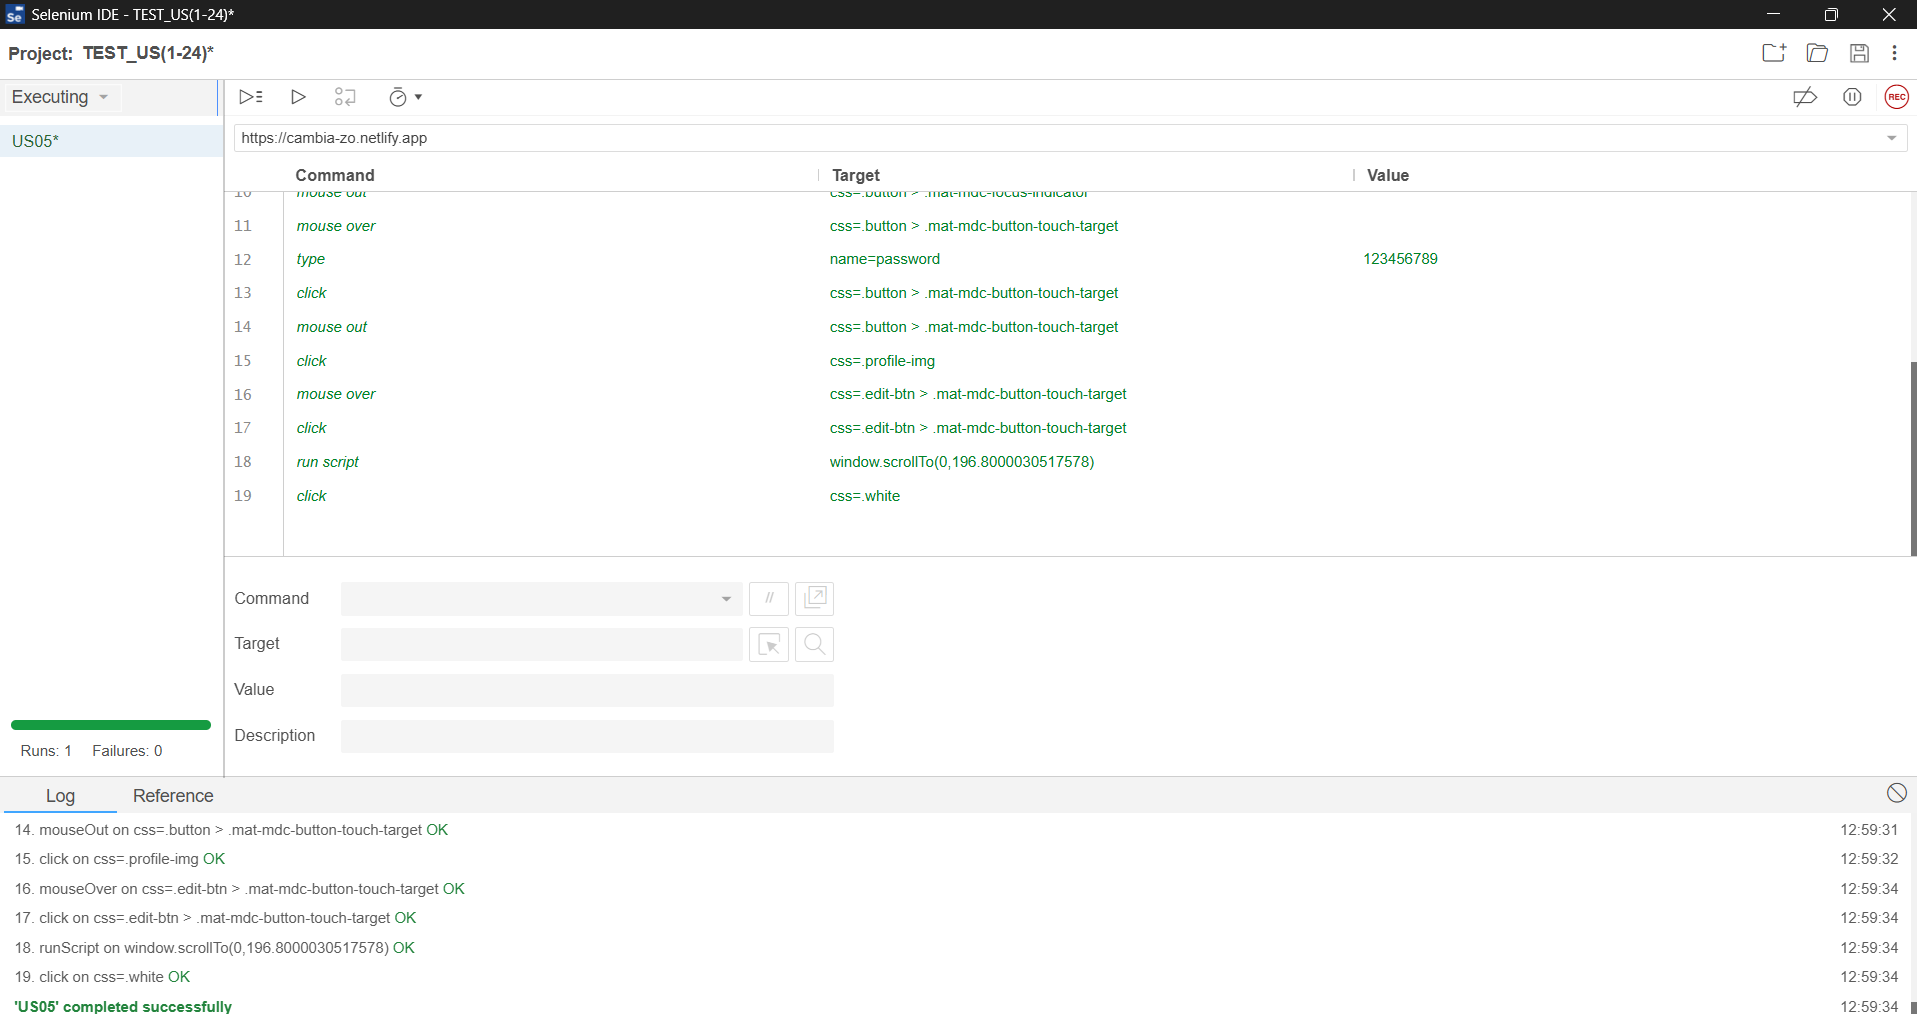 Selenium IDE - TEST_US(1-24)*
Project: TEST_US(1-24)*
Executing
REC
US05*
https://cambia-zo.netlify.app
Command Target Value
10 mouse out css=.button > .mat-mdc-focus-indicator
11 mouse over css=.button > .mat-mdc-button-touch-target
12 type name=password 123456789
13 click css=.button > .mat-mdc-button-touch-target
14 mouse out css=.button > .mat-mdc-button-touch-target
15 click css=.profile-img
16 mouse over css=.edit-btn > .mat-mdc-button-touch-target
17 click css=.edit-btn > .mat-mdc-button-touch-target
18 run script window.scrollTo(0,196.8000030517578)
19 click css=.white
Command //
Target
Value
Description
Runs: 1 Failures: 0
Log Reference
14. mouseOut on css=.button > .mat-mdc-button-touch-target OK 12:59:31
15. click on css=.profile-img OK 12:59:32
16. mouseOver on css=.edit-btn > .mat-mdc-button-touch-target OK 12:59:34
17. click on css=.edit-btn > .mat-mdc-button-touch-target OK 12:59:34
18. runScript on window.scrollTo(0,196.8000030517578) OK 12:59:34
19. click on css=.white OK 12:59:34
'US05' completed successfully 12:59:34